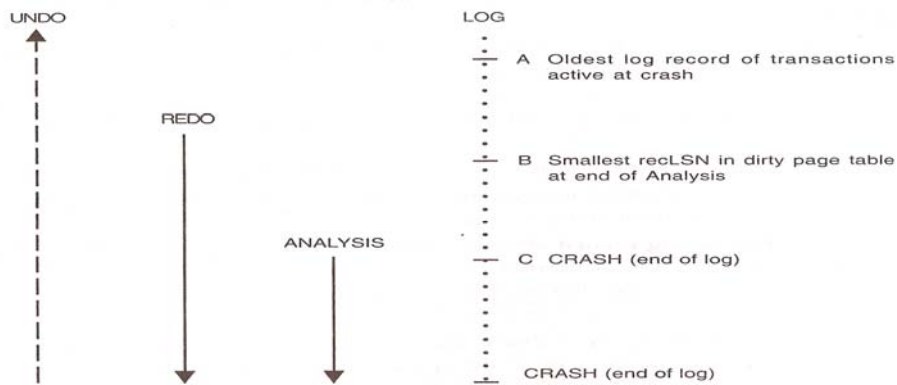 UNDO
LOG
A Oldest log record of transactions
active at crash
REDO
B Smallest recLSN in dirty page table
at end of Analysis
ANALYSIS
C CRASH (end of log)
CRASH (end of log)